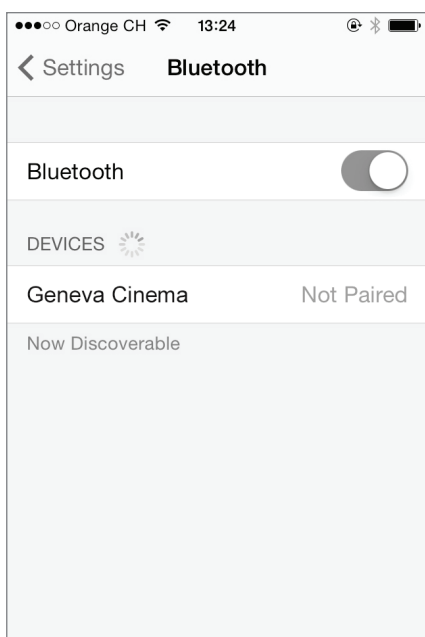 Orange CH 13:24
Settings Bluetooth
Bluetooth
DEVICES
Geneva Cinema Not Paired
Now Discoverable